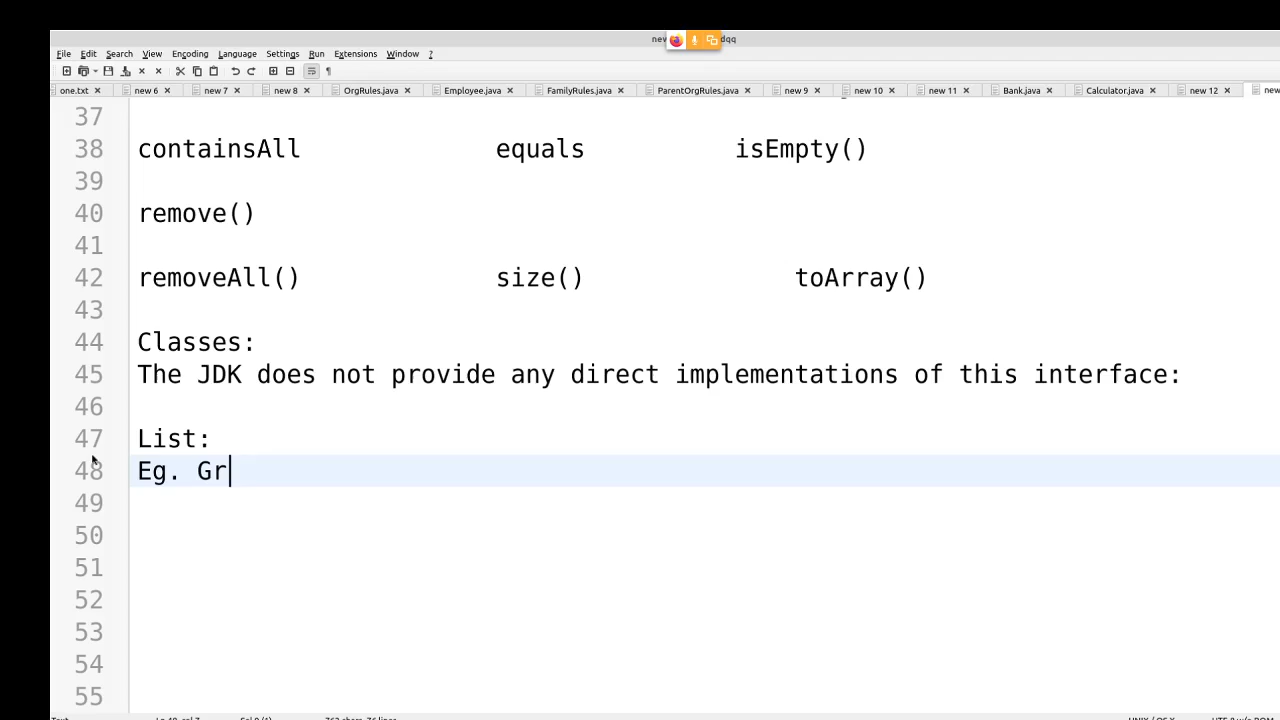 new dqq
File Edit Search View Encoding Language Settings Run Extensions Window ?
one.txt new 6 new 7 new 8 OrgRules.java Employee.java FamilyRules.java ParentOrgRules.java new 9 new 10 new 11 Bank.java Calculator.java new 12 new
37
38 containsAll equals isEmpty()
39
40 remove()
41
42 removeAll() size() toArray()
43
44 Classes:
45 The JDK does not provide any direct implementations of this interface:
46
47 List:
48 Eg. Gr
49
50
51
52
53
54
55